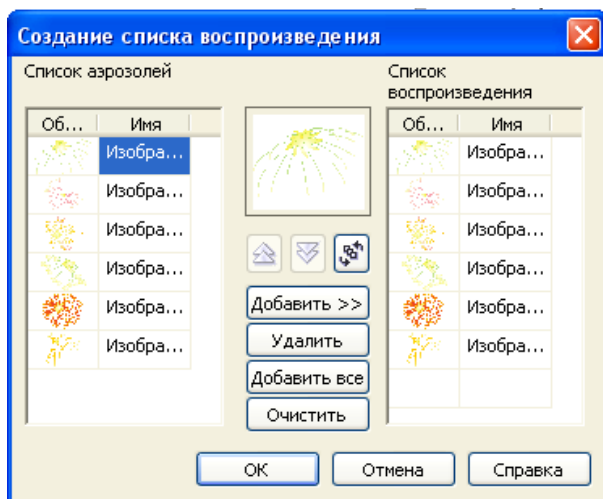 Создание списка воспроизведения
Список аэрозолей
Список
воспроизведения
Об... Имя
Об... Имя
Изобра...
Изобра...
Изобра...
Изобра...
Изобра...
Изобра...
Изобра...
Изобра...
Изобра...
Изобра...
Изобра...
Изобра...
Добавить >>
Удалить
Добавить все
Очистить
OK
Отмена
Справка